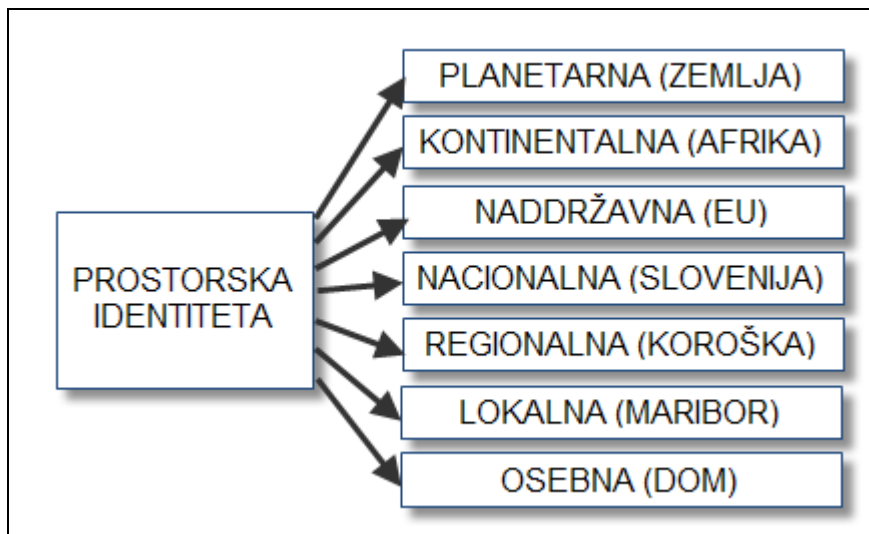 PLANETARNA (ZEMLJA)
KONTINENTALNA (AFRIKA)
NADDRŽAVNA (EU)
PROSTORSKA
IDENTITETA
NACIONALNA (SLOVENIJA)
REGIONALNA (KOROŠKA)
LOKALNA (MARIBOR)
OSEBNA (DOM)